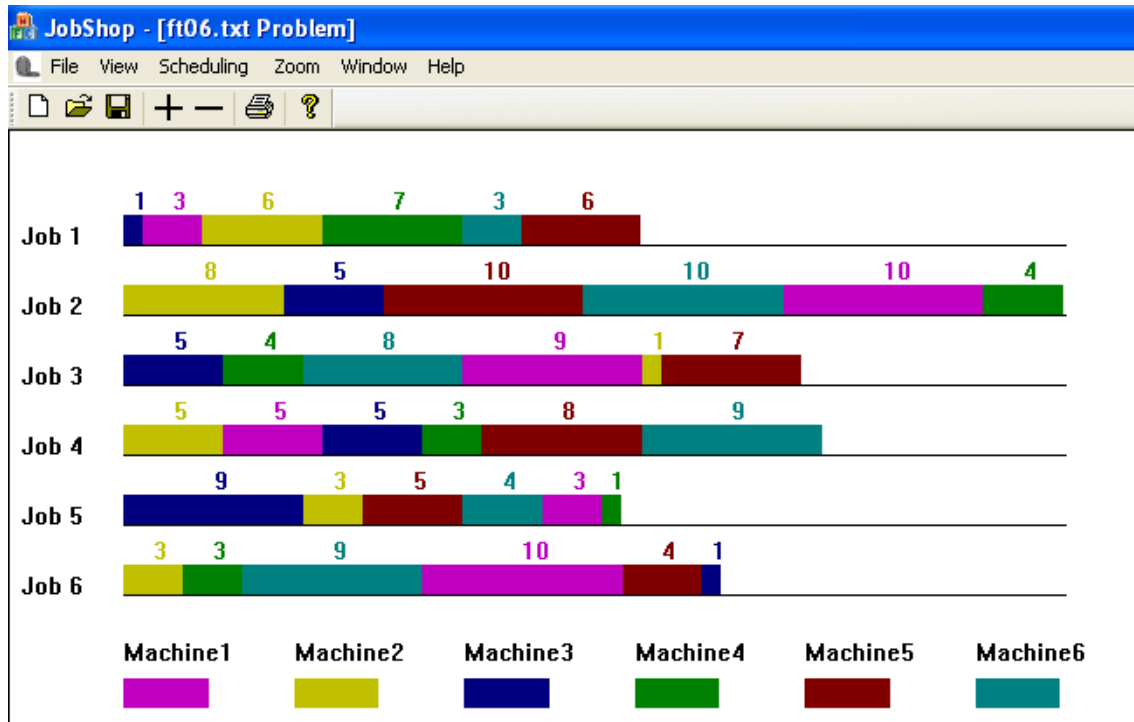 JobShop - [ft06.txt Problem]
File View Scheduling Zoom Window Help
1 3 6 7 3 6
Job 1
8 5 10 10 10 4
Job 2
5 4 8 9 1 7
Job 3
5 5 5 3 8 9
Job 4
9 3 5 4 3 1
Job 5
3 3 9 10 4 1
Job 6
Machine1 Machine2 Machine3 Machine4 Machine5 Machine6